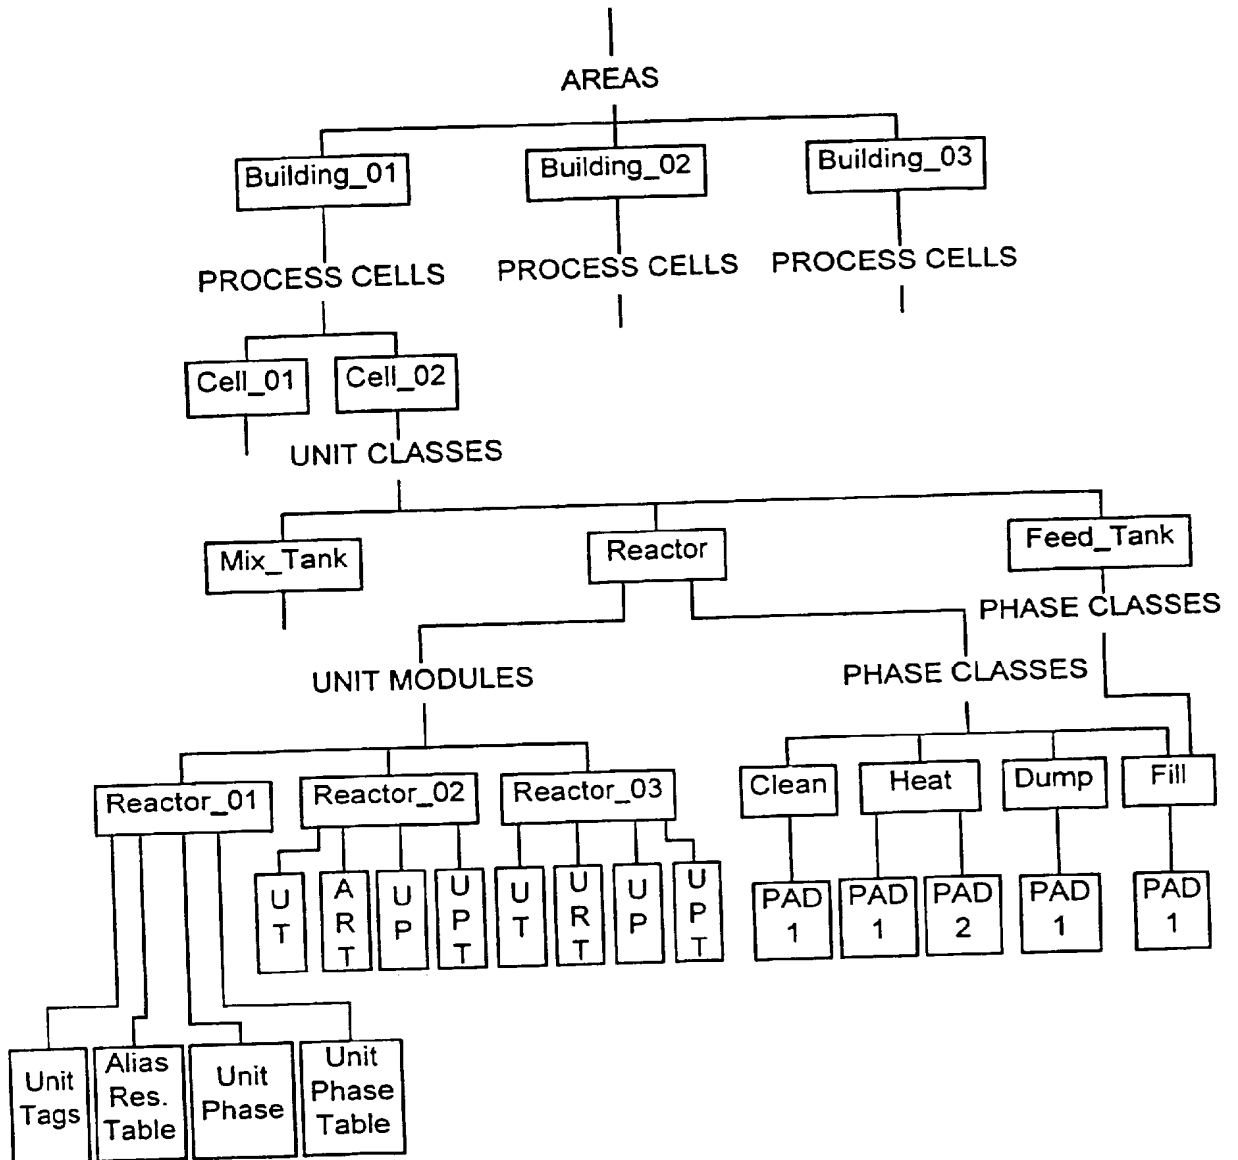 AREAS
Building_01
Building_02
Building_03
PROCESS CELLS
PROCESS CELLS
PROCESS CELLS
Cell_01
Cell_02
UNIT CLASSES
Mix_Tank
Reactor
Feed_Tank
PHASE CLASSES
UNIT MODULES
PHASE CLASSES
Reactor_01
Reactor_02
Reactor_03
Clean
Heat
Dump
Fill
U
T
A
R
T
U
P
U
P
T
U
T
U
R
T
U
P
U
P
T
PAD
1
PAD
1
PAD
2
PAD
1
PAD
1
Unit
Tags
Alias
Res.
Table
Unit
Phase
Unit
Phase
Table